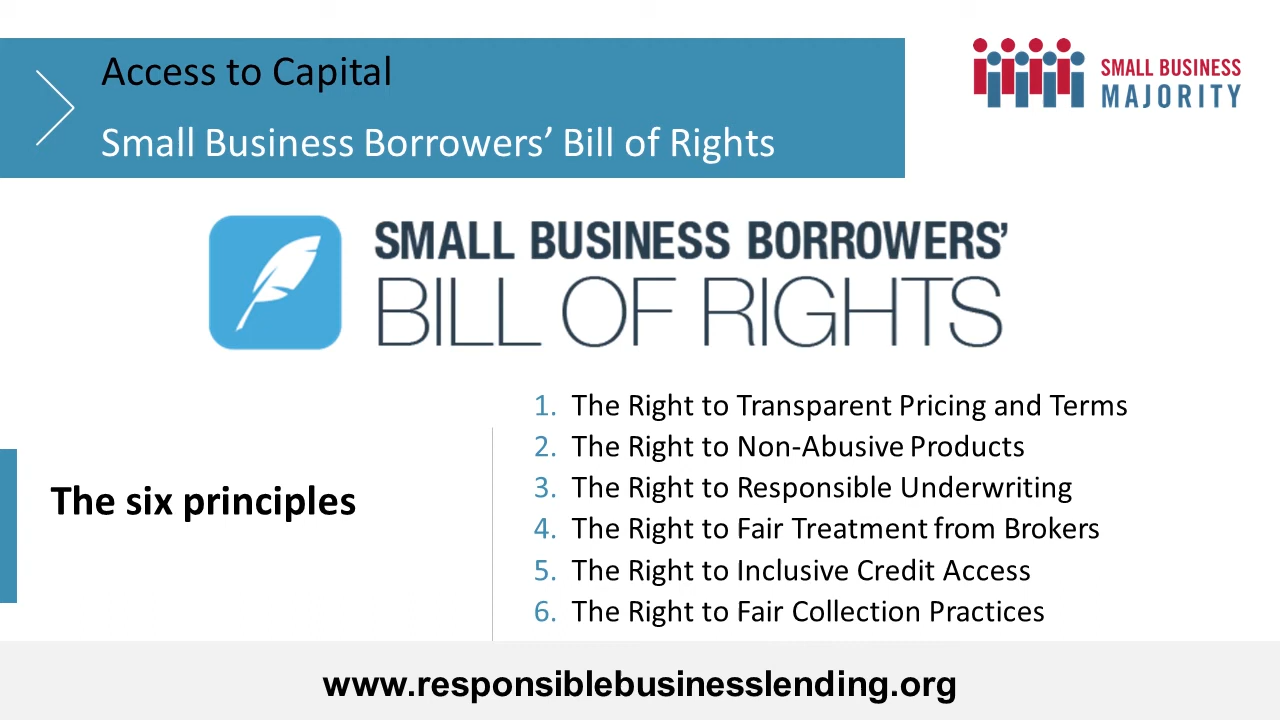 Access to Capital
Small Business Borrowers’ Bill of Rights
SMALL BUSINESS
MAJORITY
SMALL BUSINESS BORROWERS’
BILL OF RIGHTS
The six principles
1. The Right to Transparent Pricing and Terms
2. The Right to Non-Abusive Products
3. The Right to Responsible Underwriting
4. The Right to Fair Treatment from Brokers
5. The Right to Inclusive Credit Access
6. The Right to Fair Collection Practices
www.responsiblebusinesslending.org